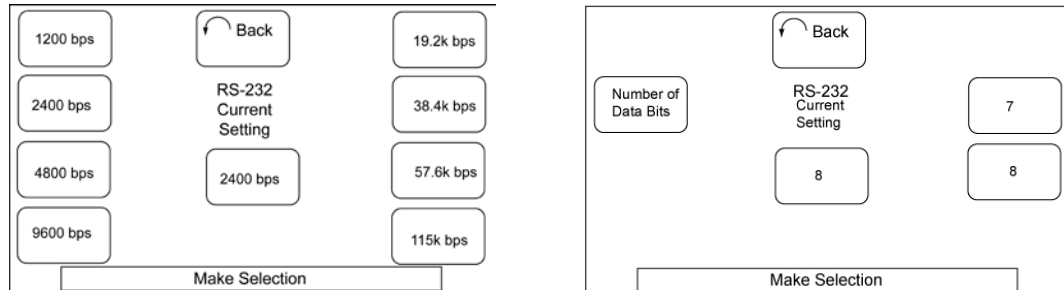 1200 bps
Back
19.2k bps
2400 bps
RS-232
Current
Setting
38.4k bps
4800 bps
2400 bps
57.6k bps
9600 bps
115k bps
Make Selection
Back
Number of
Data Bits
RS-232
Current
Setting
7
8
8
Make Selection